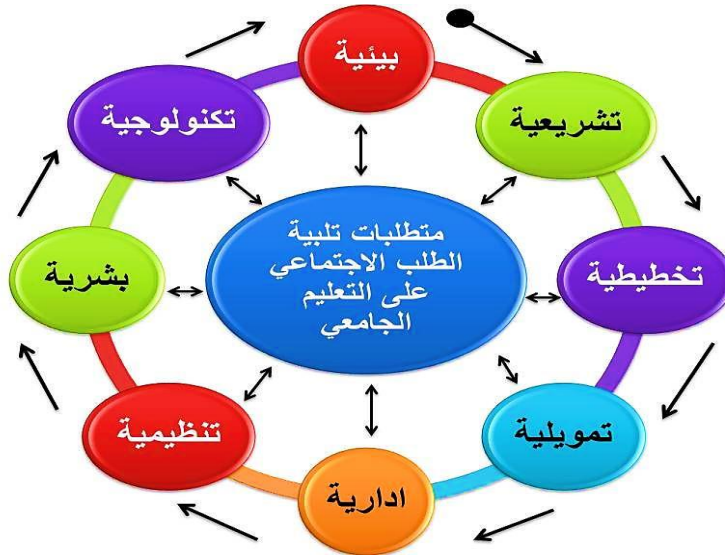 بيئية
تشريعية
تخطيطية
تمويلية
ادارية
تنظيمية
بشرية
تكنولوجية
متطلبات تلبية
الطلب الاجتماعي
على التعليم
الجامعي